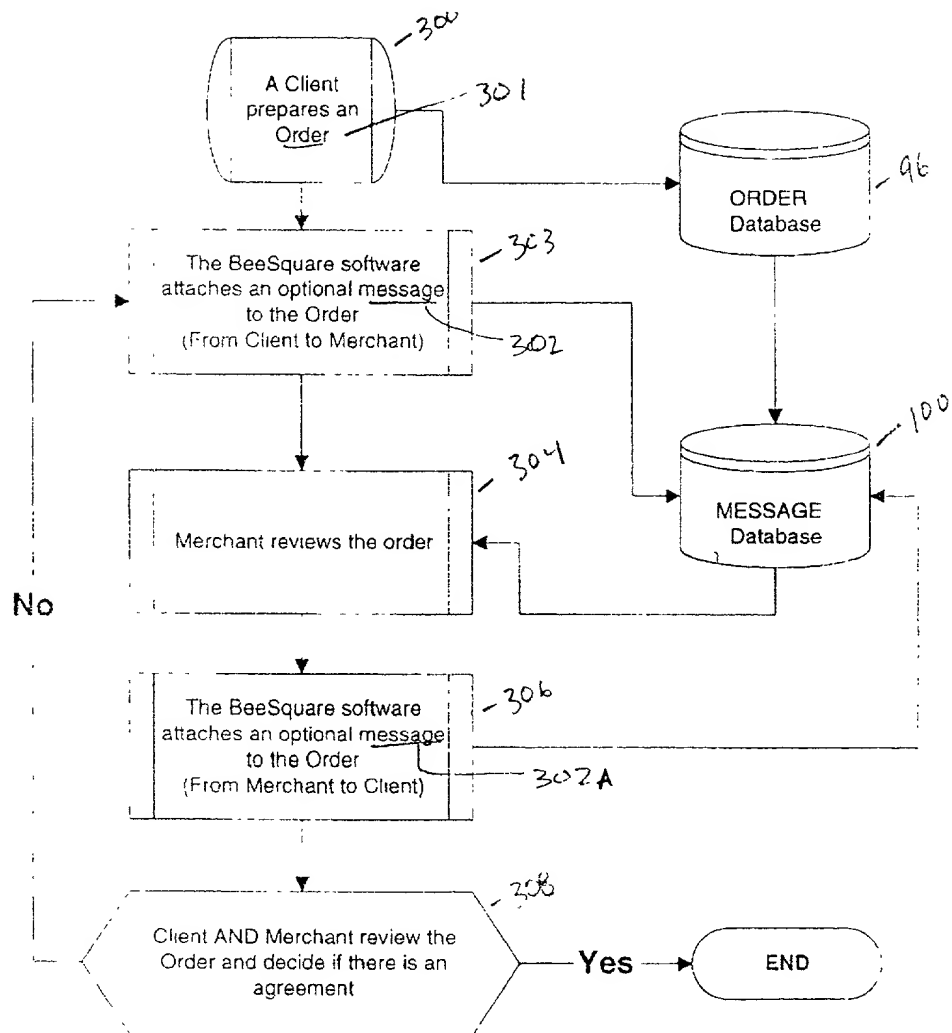 300
A Client
prepares an
Order
301
ORDER
Database
96
303
The BeeSquare software
attaches an optional message
to the Order
(From Client to Merchant)
302
100
MESSAGE
Database
304
Merchant reviews the order
No
306
The BeeSquare software
attaches an optional message
to the Order
(From Merchant to Client)
302A
308
Client AND Merchant review the
Order and decide if there is an
agreement
Yes
END